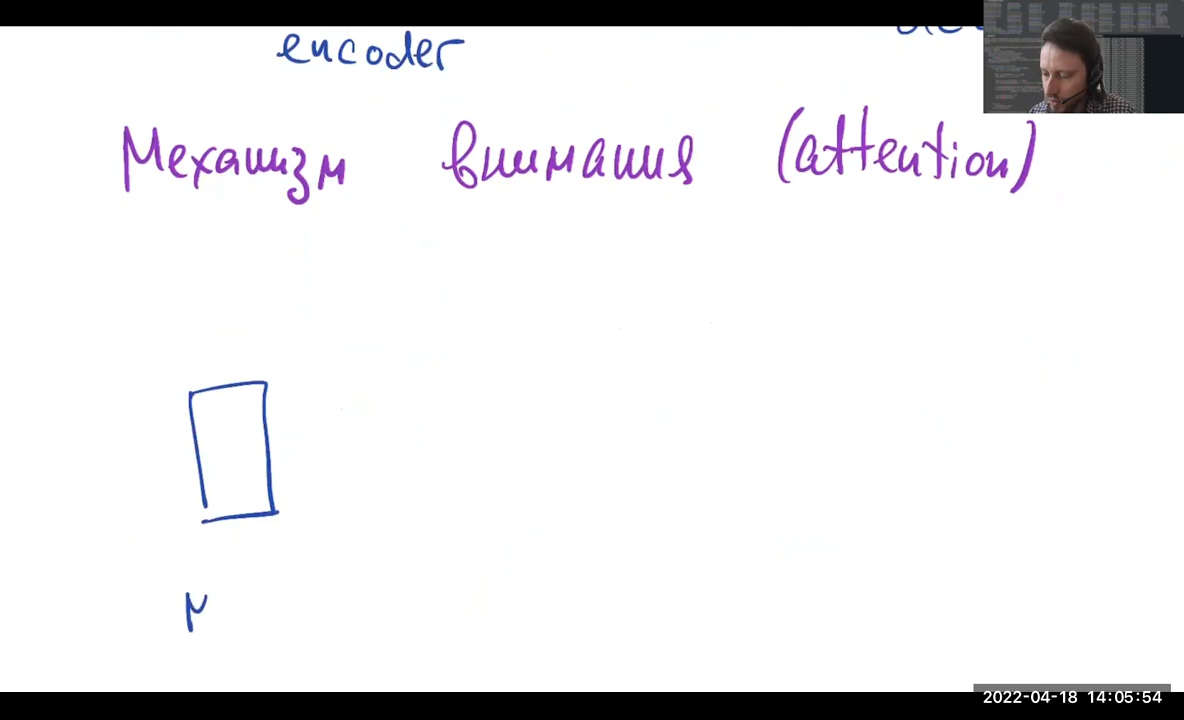 encoder
Механизм внимания (attention)
м
2022-04-18 14:05:54